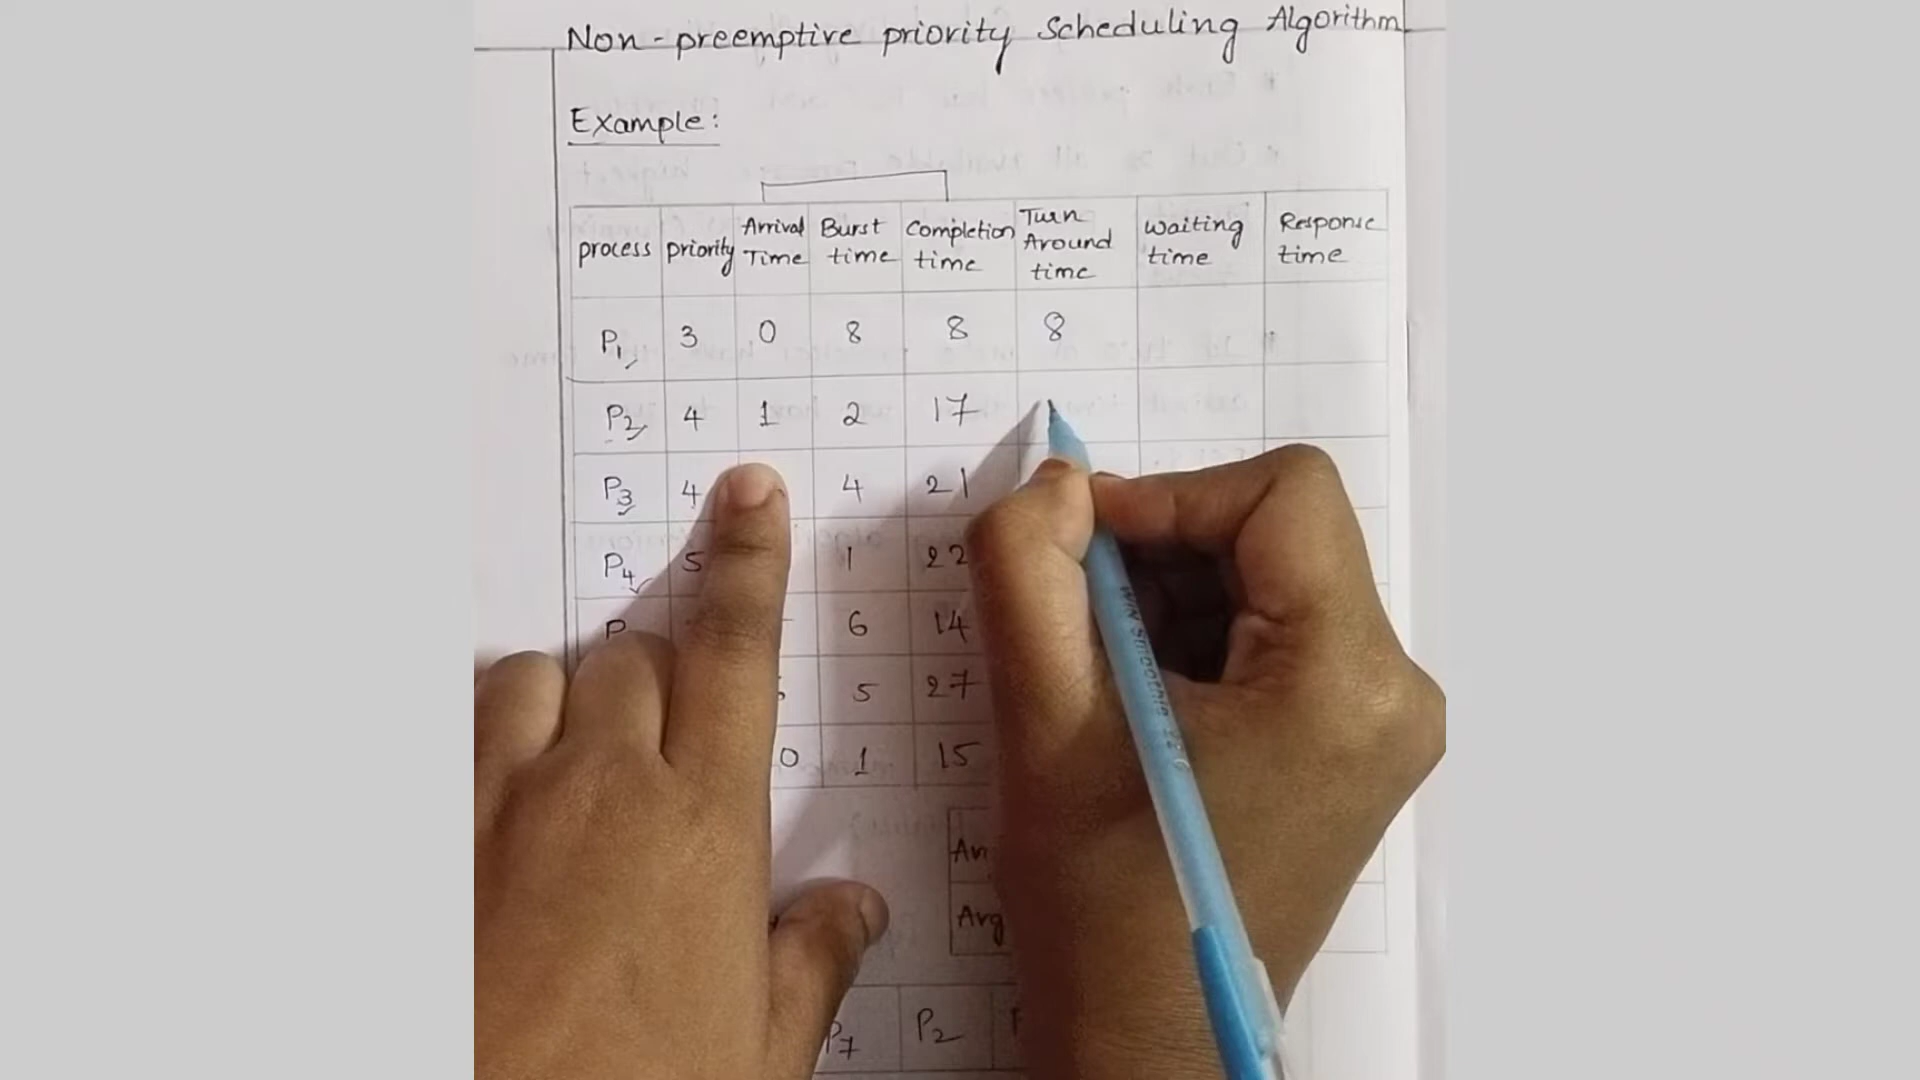 Non-preemptive priority Scheduling Algorithm
Example:
process priority Arrival Time Burst time Completion time Turn Around time Waiting time Response time
P1 3 0 8 8 8
P2 4 1 2 17
P3 4 4 21
P4 5 1 22
P 6 14
5 27
0 1 15
Avg
P7 P2